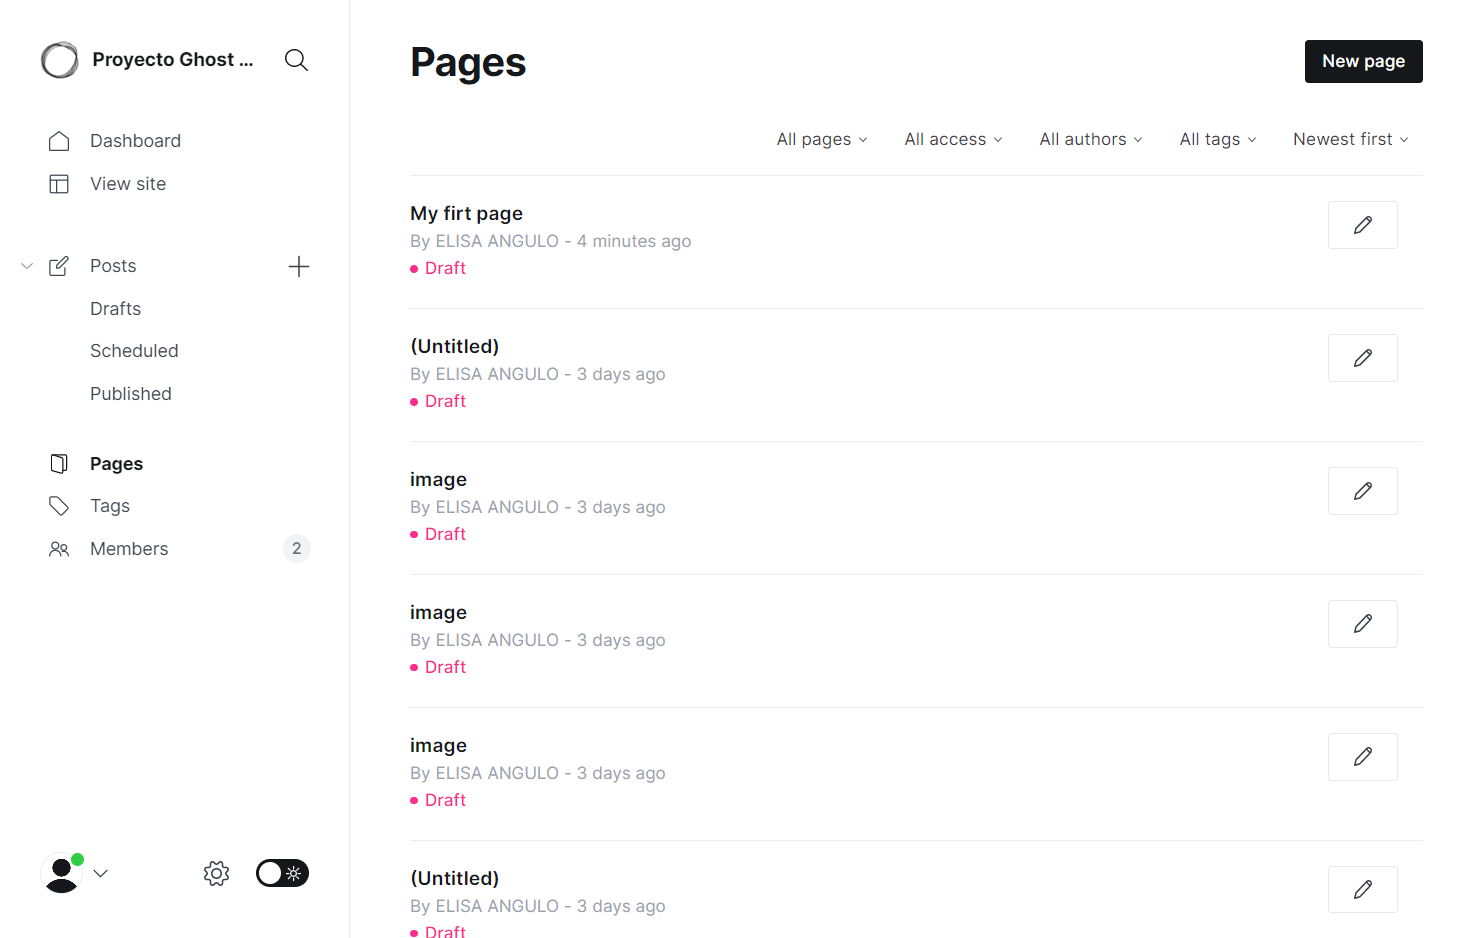 Proyecto Ghost ...
Dashboard
View site
Posts
Drafts
Scheduled
Published
Pages
Tags
Members 2
Pages
New page
All pages All access All authors All tags Newest first
My firt page
By ELISA ANGULO - 4 minutes ago
Draft
(Untitled)
By ELISA ANGULO - 3 days ago
Draft
image
By ELISA ANGULO - 3 days ago
Draft
image
By ELISA ANGULO - 3 days ago
Draft
image
By ELISA ANGULO - 3 days ago
Draft
(Untitled)
By ELISA ANGULO - 3 days ago
Draft